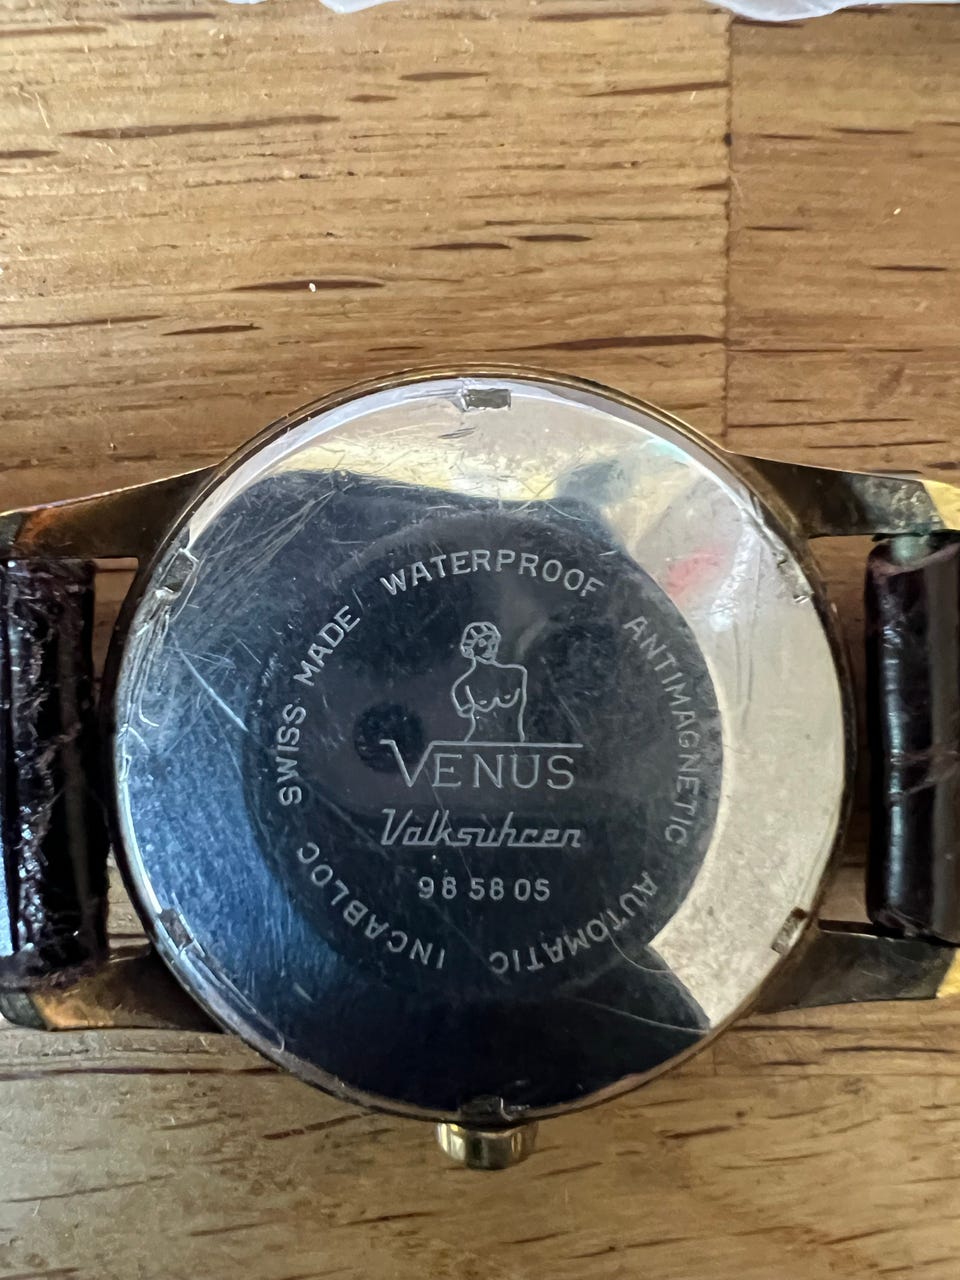 WATERPROOF ANTIMAGNETIC AUTOMATIC INCABLOC SWISS MADE
VENUS
Volksuhren
98 58 05